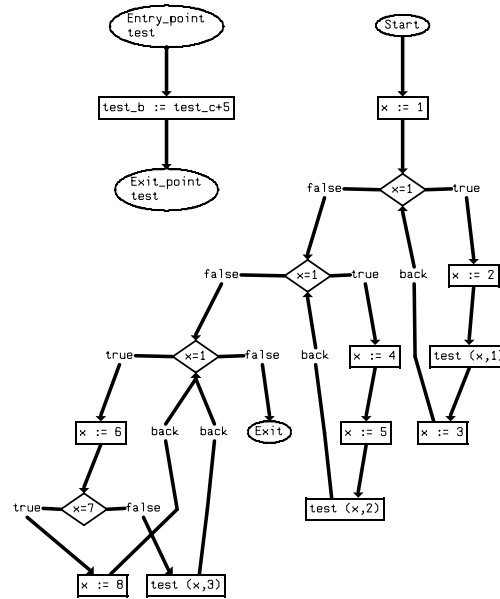 Entry_point
test
Start
test_b := test_c+5
x := 1
Exit_point
test
false
x=1
true
false
x=1
true
back
x := 2
true
x=1
false
back
x := 4
test (x,1)
x := 6
back
back
Exit
x := 5
x := 3
true
x=7
false
test (x,2)
x := 8
test (x,3)